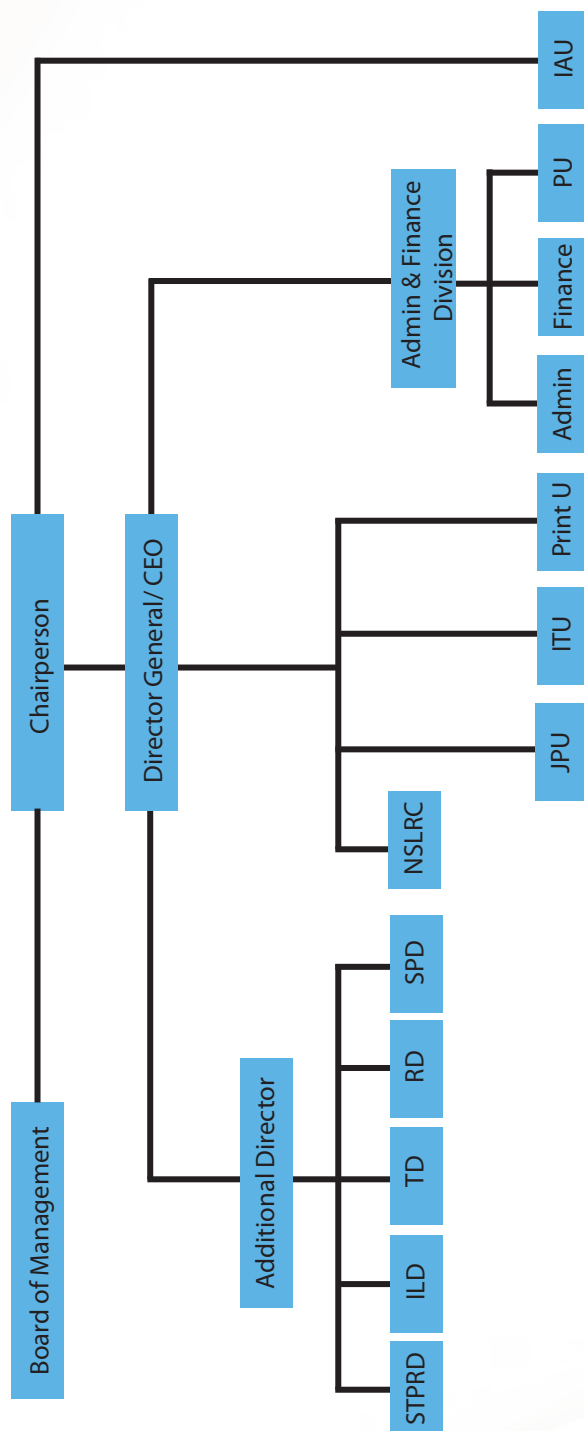 Board of Management
Chairperson
Director General/ CEO
Additional Director
Admin & Finance
Division
STPRD
ILD
TD
RD
SPD
NSLRC
JPU
ITU
Print U
Admin
Finance
PU
IAU